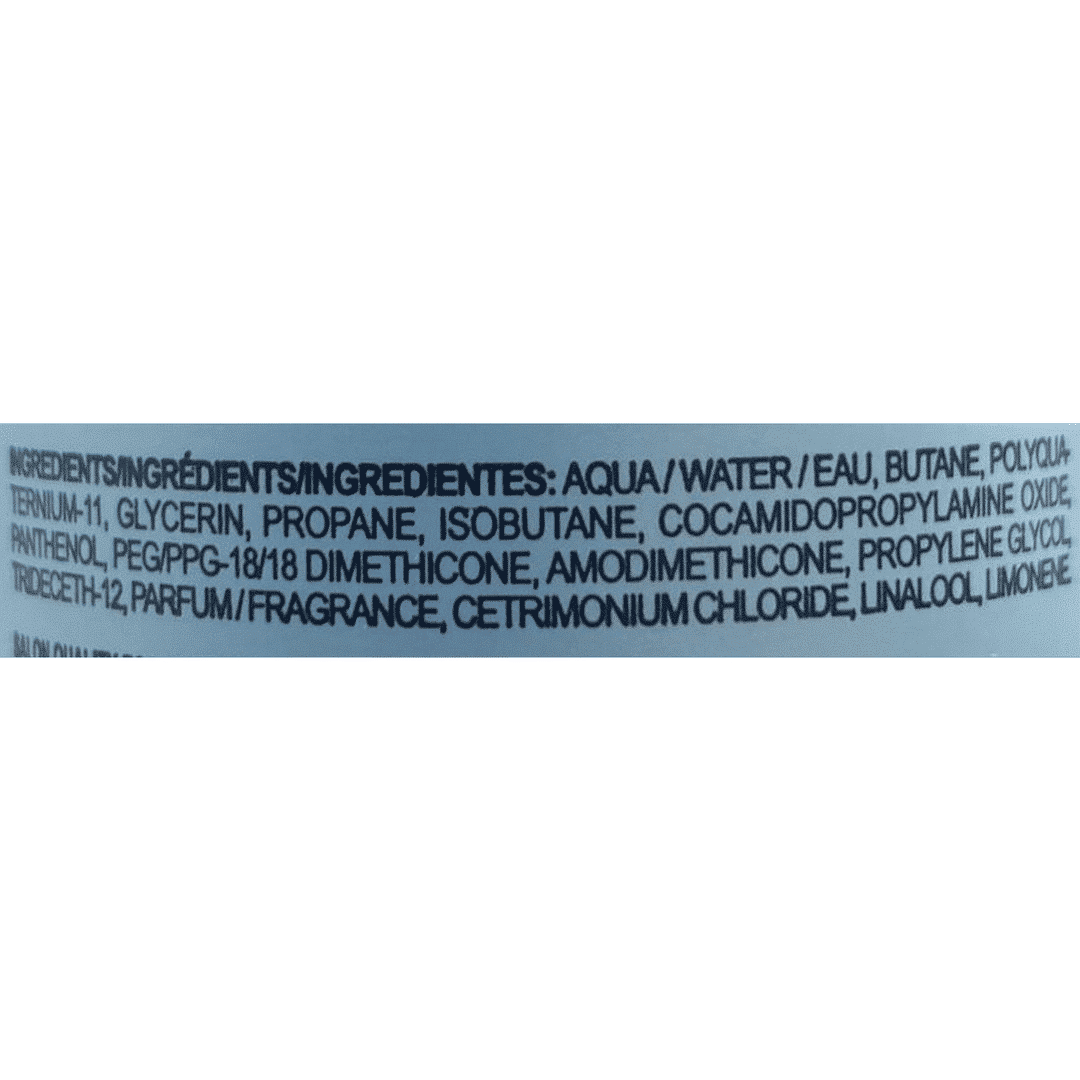 INGREDIENTS/INGRÉDIENTS/INGREDIENTES: AQUA / WATER / EAU, BUTANE, POLYQUA-
TERNIUM-11, GLYCERIN, PROPANE, ISOBUTANE, COCAMIDOPROPYLAMINE OXIDE,
PANTHENOL, PEG/PPG-18/18 DIMETHICONE, AMODIMETHICONE, PROPYLENE GLYCOL,
TRIDECETH-12, PARFUM / FRAGRANCE, CETRIMONIUM CHLORIDE, LINALOOL, LIMONENE.